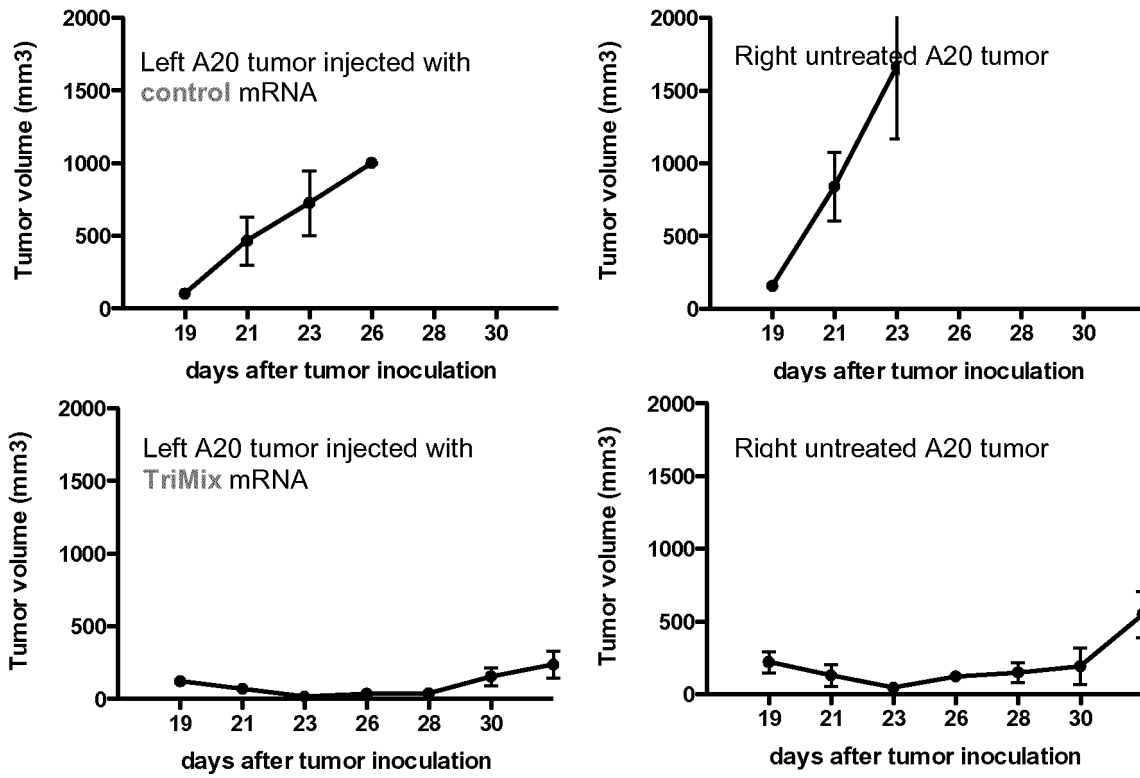 Tumor volume (mm3)
2000
1500
1000
500
0
Left A20 tumor injected with
control mRNA
19 21 23 26 28 30
days after tumor inoculation
Tumor volume (mm3)
2000
1500
1000
500
0
Right untreated A20 tumor
19 21 23 26 28 30
days after tumor inoculation
Tumor volume (mm3)
2000
1500
1000
500
0
Left A20 tumor injected with
TriMix mRNA
19 21 23 26 28 30
days after tumor inoculation
Tumor volume (mm3)
2000
1500
1000
500
0
Right untreated A20 tumor
19 21 23 26 28 30
days after tumor inoculation